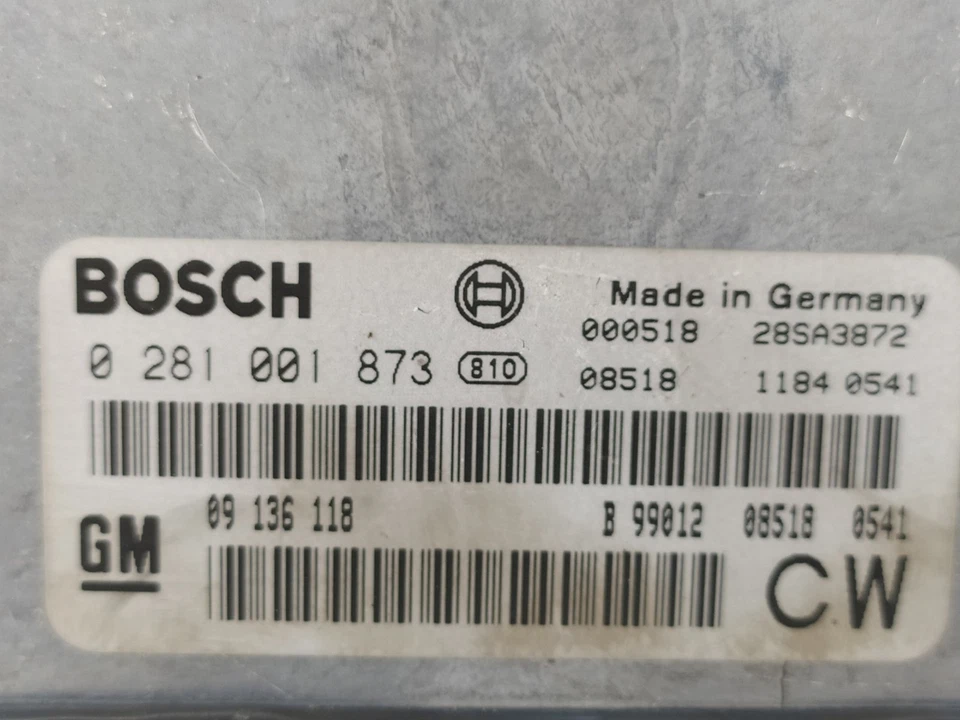 BOSCH Made in Germany
000518 28SA3872
0 281 001 873 810 08518 1184 0541
09 136 118 B 99012 08518 0541
GM CW